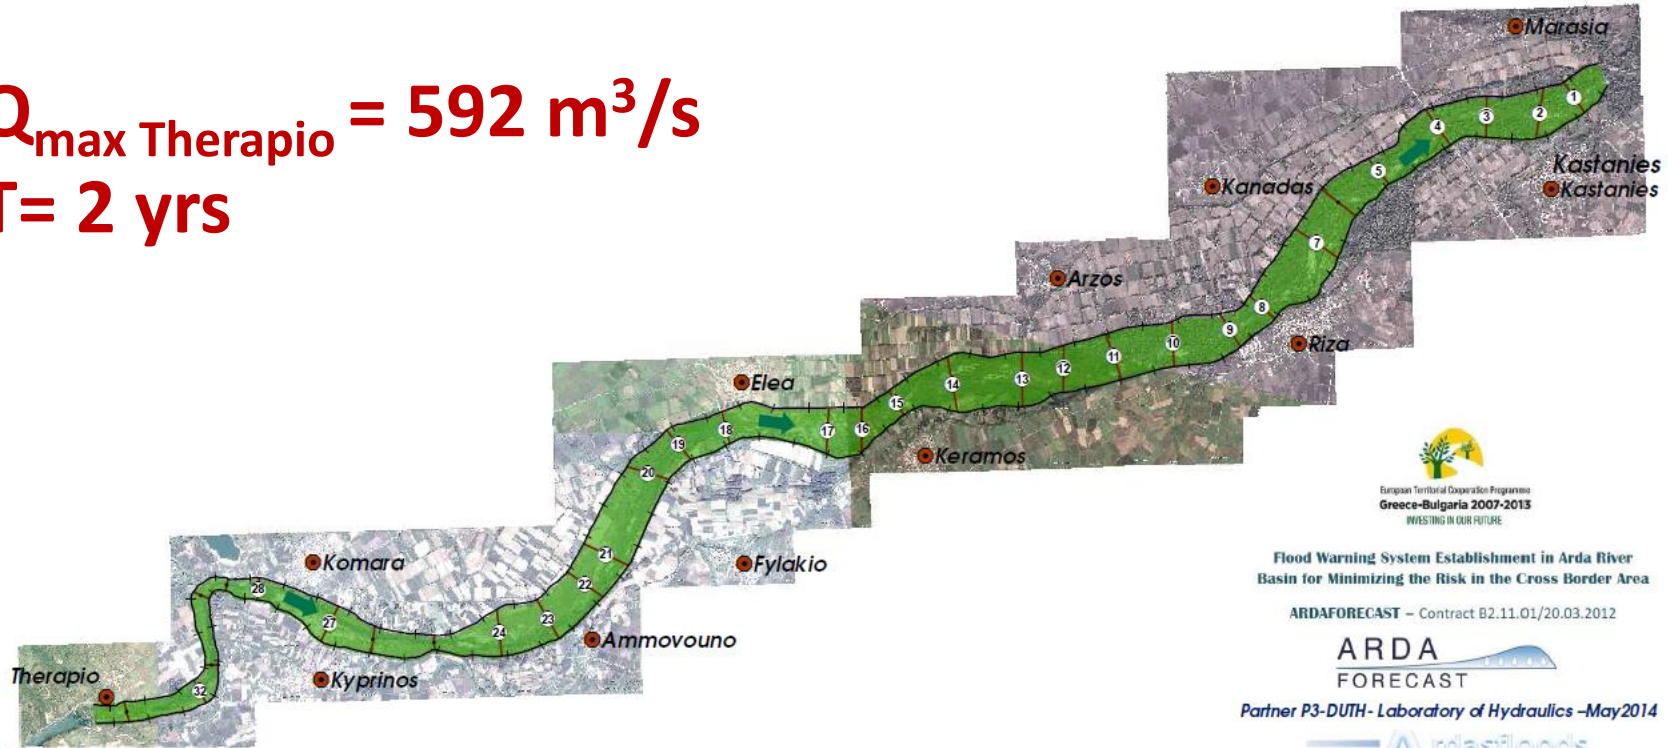 Qmax Therapio = 592 m³/s
T= 2 yrs
Marasia
1
2
3
4
5
Kastanies
Kastanies
Kanadas
7
Arzos
8
9
10
Riza
11
12
13
14
Elea
15
16
17
18
19
20
Keramos
21
22
23
24
Fylakio
Komara
28
27
Ammovouno
Therapio
32
Kyprinos
European Territorial Cooperation Programme
Greece-Bulgaria 2007-2013
INVESTING IN OUR FUTURE
Flood Warning System Establishment in Arda River
Basin for Minimizing the Risk in the Cross Border Area
ARDAFORECAST – Contract B2.11.01/20.03.2012
ARDA
FORECAST
Partner P3-DUTH- Laboratory of Hydraulics –May2014